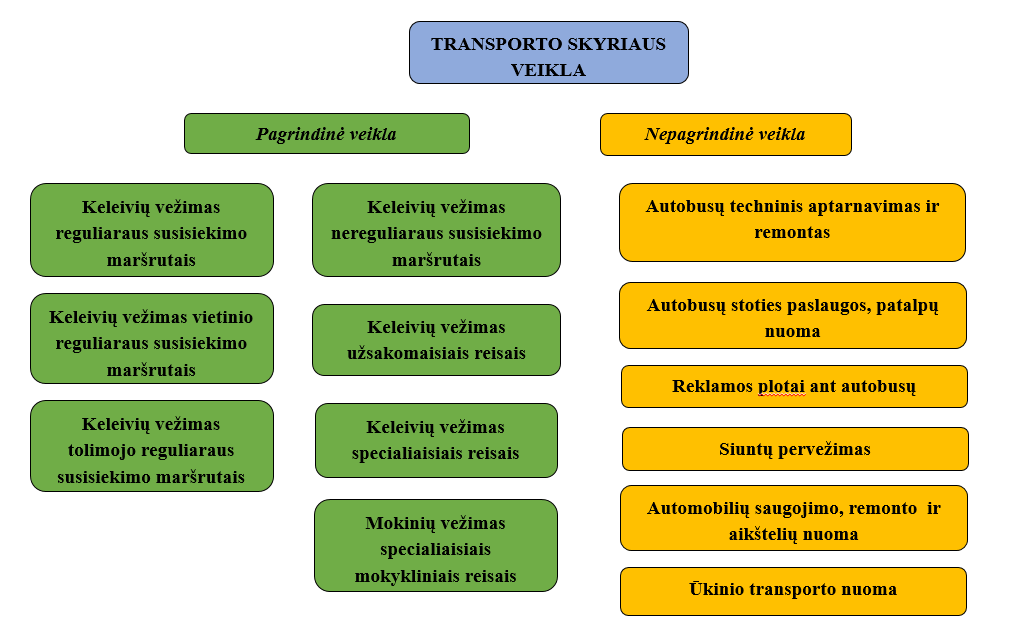 TRANSPORTO SKYRIAUS
VEIKLA
Pagrindinė veikla
Nepagrindinė veikla
Keleivių vežimas
reguliaraus susisiekimo
maršrutais
Keleivių vežimas vietinio
reguliaraus susisiekimo
maršrutais
Keleivių vežimas
tolimojo reguliaraus
susisiekimo maršrutais
Keleivių vežimas
nereguliaraus susisiekimo
maršrutais
Keleivių vežimas
užsakomaisiais reisais
Keleivių vežimas
specialiaisiais reisais
Mokinių vežimas
specialiaisiais
mokykliniais reisais
Autobusų techninis aptarnavimas ir
remontas
Autobusų stoties paslaugos, patalpų
nuoma
Reklamos plotai ant autobusų
Siuntų pervežimas
Automobilių saugojimo, remonto  ir
aikštelių nuoma
Ūkinio transporto nuoma